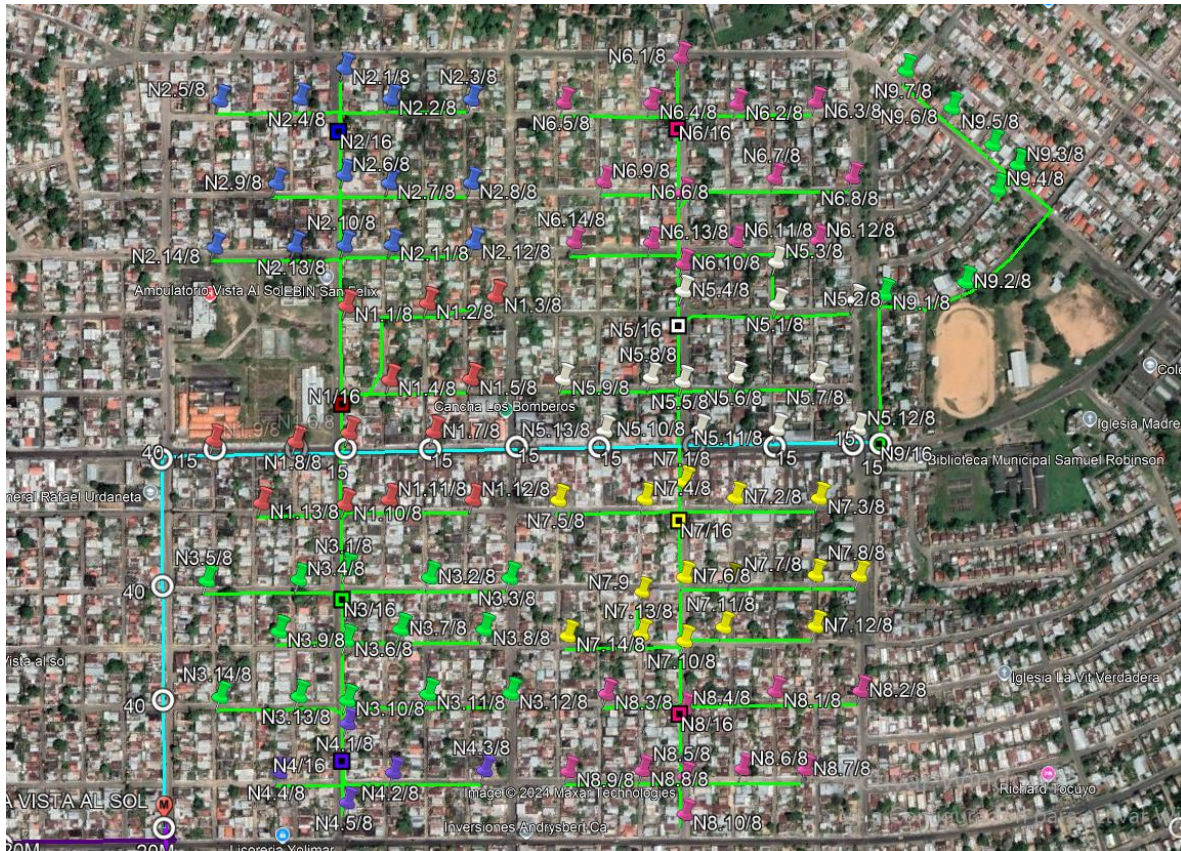 N6.1/8
N2.1/8
N2.3/8
N2.5/8
N2.2/8
N2.4/8
N9.7/8
N6.4/8
N6.2/8
N6.3/8
N9.6/8
N6.5/8
N9.5/8
N2/16
N6/16
N9.3/8
N2.6/8
N6.7/8
N6.9/8
N9.4/8
N2.9/8
N2.7/8
N2.8/8
N6.6/8
N6.8/8
N2.10/8
N6.14/8
N6.13/8
N6.11/8
N6.12/8
N2.14/8
N2.11/8
N2.12/8
N5.3/8
N2.13/8
N6.10/8
N9.2/8
Ambulatorio Vista Al Sol
EBIN San Felix
N5.4/8
N5.2/8
N9.1/8
N1.1/8
N1.2/8
N1.3/8
N5/16
N5.1/8
N5.8/8
N1.4/8
N1.5/8
N5.9/8
N5.5/8
N5.6/8
N5.7/8
N1/16
Cancha Los Bomberos
N5.12/8
Iglesia Madre
N1.9/8
N1.7/8
N5.13/8
N5.10/8
N5.11/8
15
N9/16
40
15
N1.8/8
15
15
15
15
15
N7.1/8
Biblioteca Municipal Samuel Robinson
neral Rafael Urdaneta
N7.4/8
N7.2/8
N7.3/8
N1.11/8
N1.12/8
N1.13/8
N1.10/8
N7.5/8
N7/16
N3.1/8
N3.5/8
N3.4/8
N3.2/8
N7.6/8
N7.7/8
N7.8/8
N7.9
40
N3.3/8
N3/16
N7.13/8
N7.11/8
N3.9/8
N3.7/8
N3.8/8
N7.12/8
N3.6/8
N7.14/8
N7.10/8
Vista al sol
Iglesia La Vit Verdadera
N3.14/8
N3.11/8
N3.12/8
N8.3/8
N8.4/8
N8.1/8
N8.2/8
40
N3.13/8
N3.10/8
N8/16
N4.1/8
N4.3/8
N4/16
N8.5/8
N8.6/8
N8.9/8
N8.8/8
N8.7/8
N4.4/8
N4.2/8
Image © 2024 Maxar Technologies
Richard Tocuyo
A VISTA AL SOL
M
N4.5/8
N8.10/8
Inversiones Andrysbert,Ca
20M
20M
Licoreria Yolimar